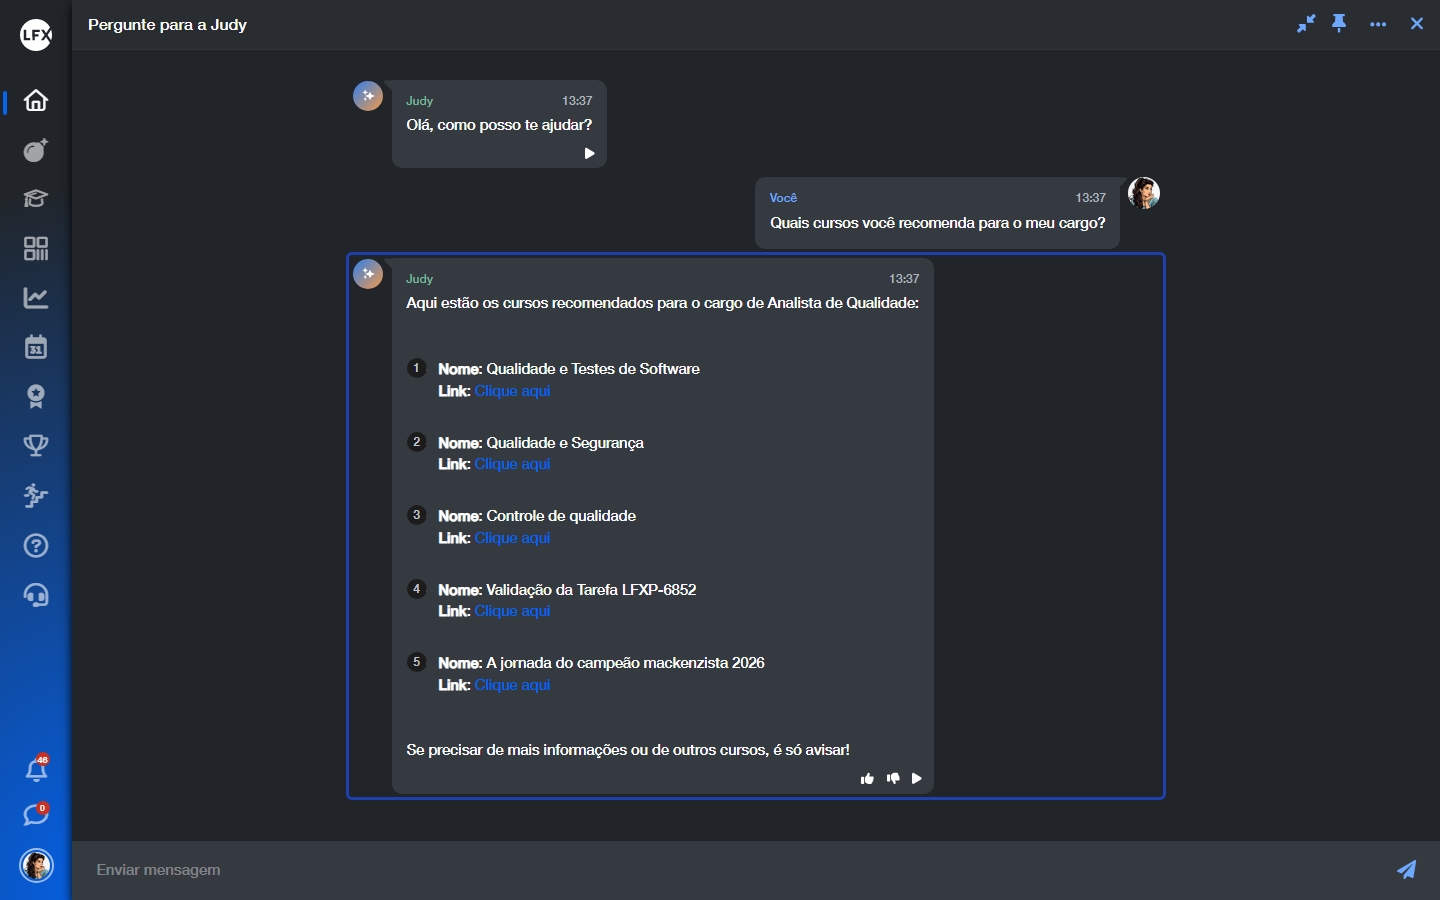 LFX
Pergunte para a Judy
Judy 13:37
Olá, como posso te ajudar?
Você 13:37
Quais cursos você recomenda para o meu cargo?
Judy 13:37
Aqui estão os cursos recomendados para o cargo de Analista de Qualidade:
1 Nome: Qualidade e Testes de Software
Link: Clique aqui
2 Nome: Qualidade e Segurança
Link: Clique aqui
3 Nome: Controle de qualidade
Link: Clique aqui
4 Nome: Validação da Tarefa LFXP-6852
Link: Clique aqui
5 Nome: A jornada do campeão mackenzista 2026
Link: Clique aqui
Se precisar de mais informações ou de outros cursos, é só avisar!
31
46
0
Enviar mensagem